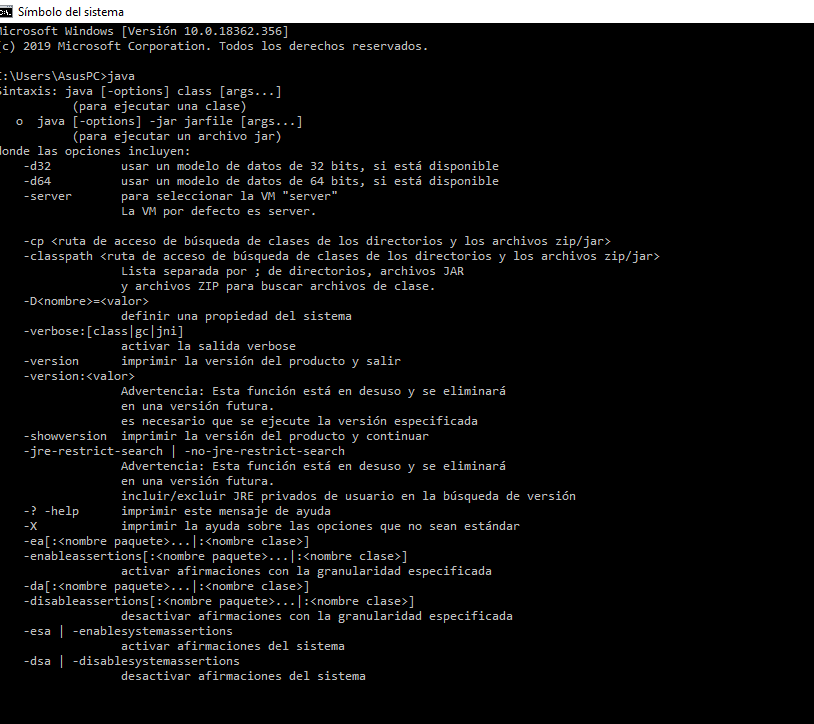 Símbolo del sistema
Microsoft Windows [Versión 10.0.18362.356]
(c) 2019 Microsoft Corporation. Todos los derechos reservados.
C:\Users\AsusPC>java
Sintaxis: java [-options] class [args...]
(para ejecutar una clase)
o java [-options] -jar jarfile [args...]
(para ejecutar un archivo jar)
donde las opciones incluyen:
-d32 usar un modelo de datos de 32 bits, si está disponible
-d64 usar un modelo de datos de 64 bits, si está disponible
-server para seleccionar la VM "server"
La VM por defecto es server.
-cp <ruta de acceso de búsqueda de clases de los directorios y los archivos zip/jar>
-classpath <ruta de acceso de búsqueda de clases de los directorios y los archivos zip/jar>
Lista separada por ; de directorios, archivos JAR
y archivos ZIP para buscar archivos de clase.
-D<nombre>=<valor>
definir una propiedad del sistema
-verbose:[class|gc|jni]
activar la salida verbose
-version imprimir la versión del producto y salir
-version:<valor>
Advertencia: Esta función está en desuso y se eliminará
en una versión futura.
es necesario que se ejecute la versión especificada
-showversion imprimir la versión del producto y continuar
-jre-restrict-search | -no-jre-restrict-search
Advertencia: Esta función está en desuso y se eliminará
en una versión futura.
incluir/excluir JRE privados de usuario en la búsqueda de versión
-? -help imprimir este mensaje de ayuda
-X imprimir la ayuda sobre las opciones que no sean estándar
-ea[:<nombre paquete>...|:<nombre clase>]
-enableassertions[:<nombre paquete>...|:<nombre clase>]
activar afirmaciones con la granularidad especificada
-da[:<nombre paquete>...|:<nombre clase>]
-disableassertions[:<nombre paquete>...|:<nombre clase>]
desactivar afirmaciones con la granularidad especificada
-esa | -enablesystemassertions
activar afirmaciones del sistema
-dsa | -disablesystemassertions
desactivar afirmaciones del sistema